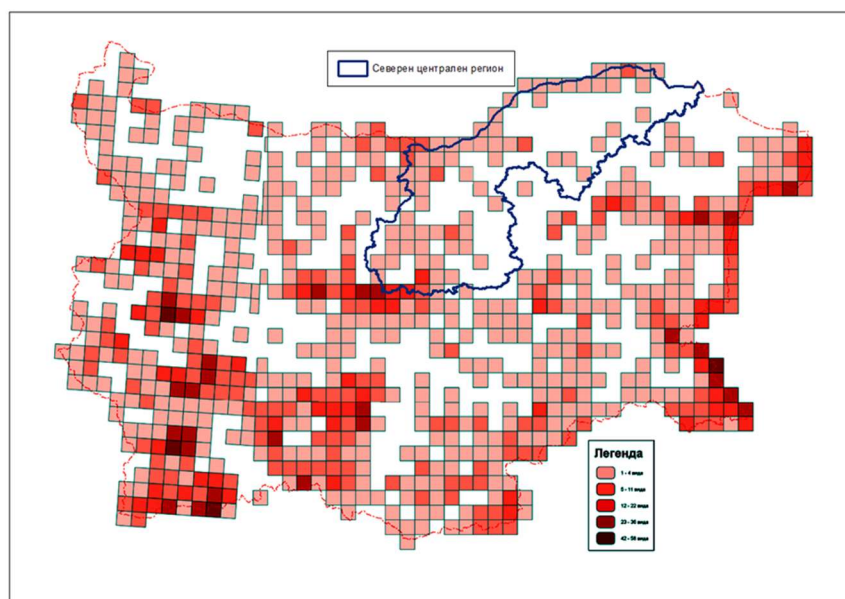 Северен централен регион
Легенда
1 - 4 вида
5 - 11 вида
12 - 22 вида
23 - 36 вида
42 - 58 вида